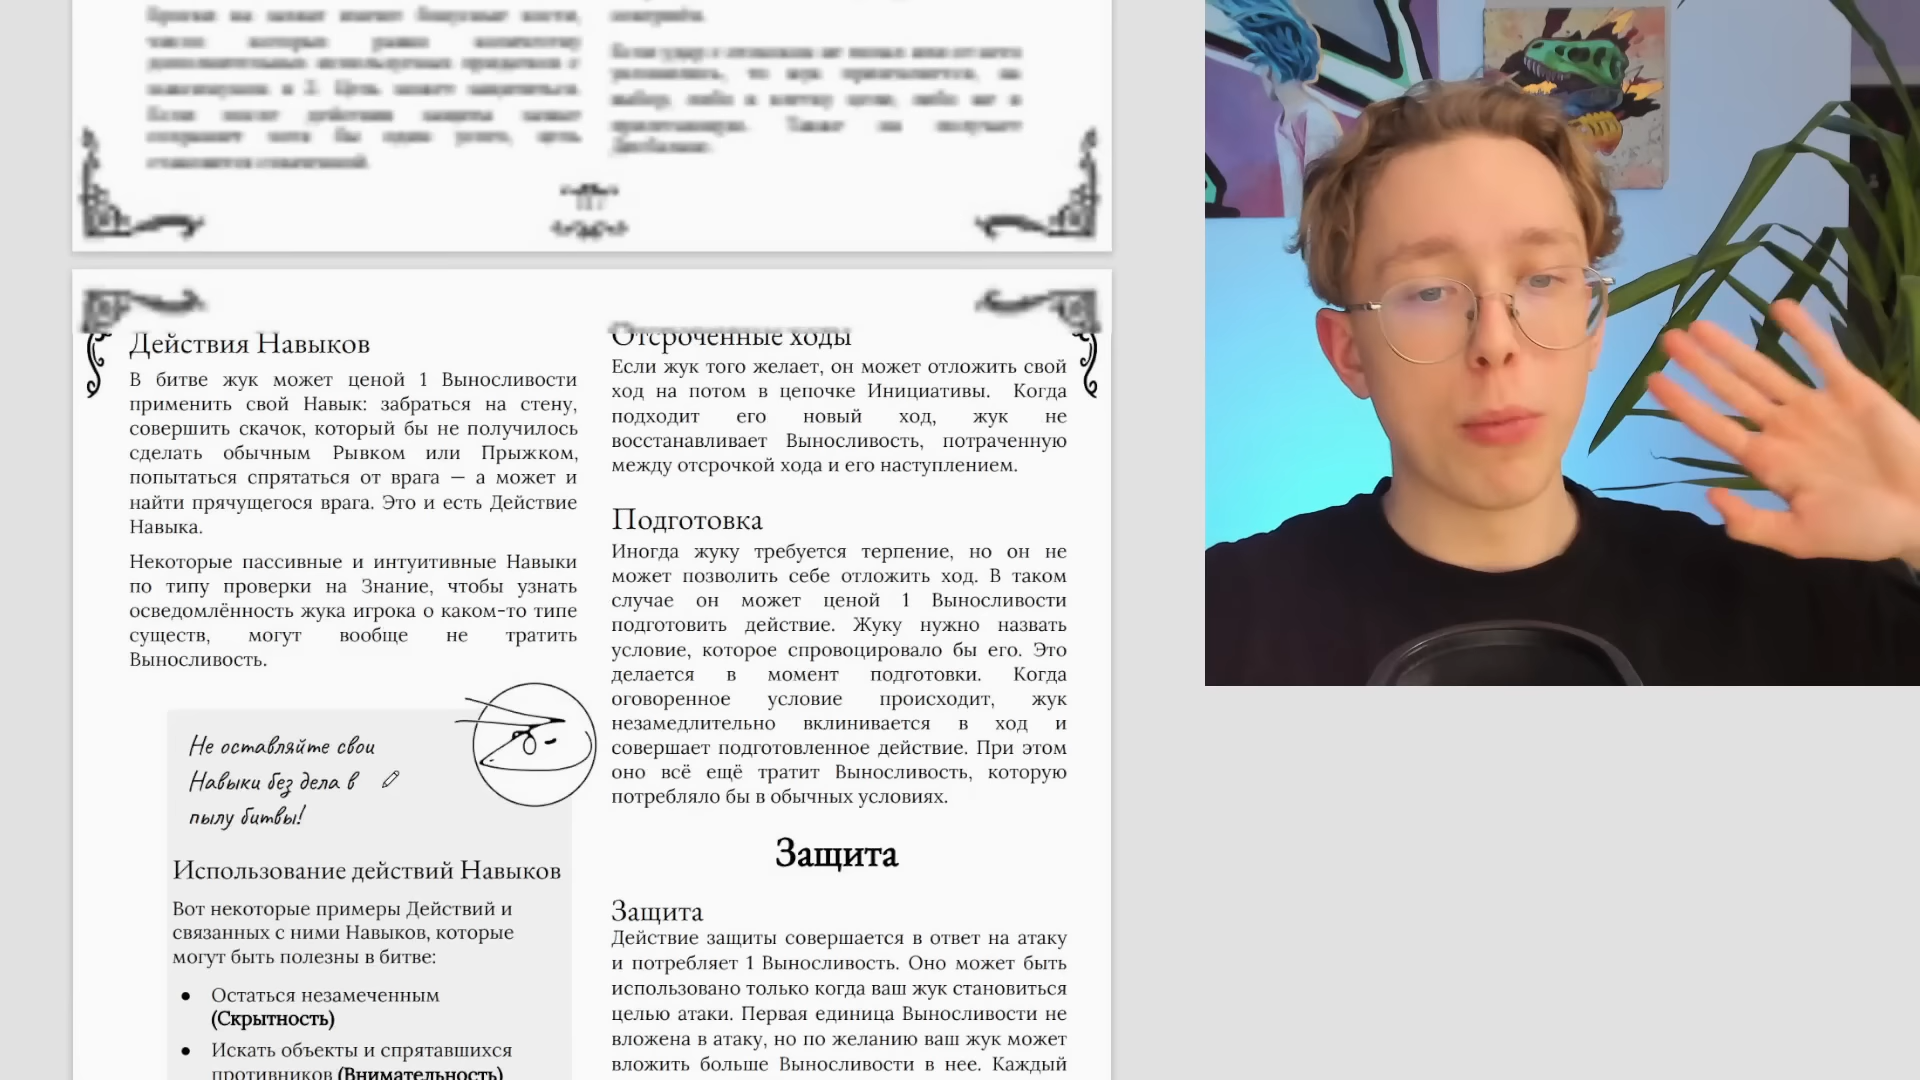 Действия Навыков
В битве жук может ценой 1 Выносливости
применить свой Навык: забраться на стену,
совершить скачок, который бы не получилось
сделать обычным Рывком или Прыжком,
попытаться спрятаться от врага — а может и
найти прячущегося врага. Это и есть Действие
Навыка.
Некоторые пассивные и интуитивные Навыки
по типу проверки на Знание, чтобы узнать
осведомлённость жука игрока о каком-то типе
существ, могут вообще не тратить
Выносливость.
Не оставляйте свои
Навыки без дела в
пылу битвы!
Использование действий Навыков
Вот некоторые примеры Действий и
связанных с ними Навыков, которые
могут быть полезны в битве:
● Остаться незамеченным
(Скрытность)
● Искать объекты и спрятавшихся
противников (Внимательность)
Отсроченные ходы
Если жук того желает, он может отложить свой
ход на потом в цепочке Инициативы. Когда
подходит его новый ход, жук не
восстанавливает Выносливость, потраченную
между отсрочкой хода и его наступлением.
Подготовка
Иногда жуку требуется терпение, но он не
может позволить себе отложить ход. В таком
случае он может ценой 1 Выносливости
подготовить действие. Жуку нужно назвать
условие, которое спровоцировало бы его. Это
делается в момент подготовки. Когда
оговоренное условие происходит, жук
незамедлительно вклинивается в ход и
совершает подготовленное действие. При этом
оно всё ещё тратит Выносливость, которую
потребляло бы в обычных условиях.
Защита
Защита
Действие защиты совершается в ответ на атаку
и потребляет 1 Выносливость. Оно может быть
использовано только когда ваш жук становиться
целью атаки. Первая единица Выносливости не
вложена в атаку, но по желанию ваш жук может
вложить больше Выносливости в нее. Каждый